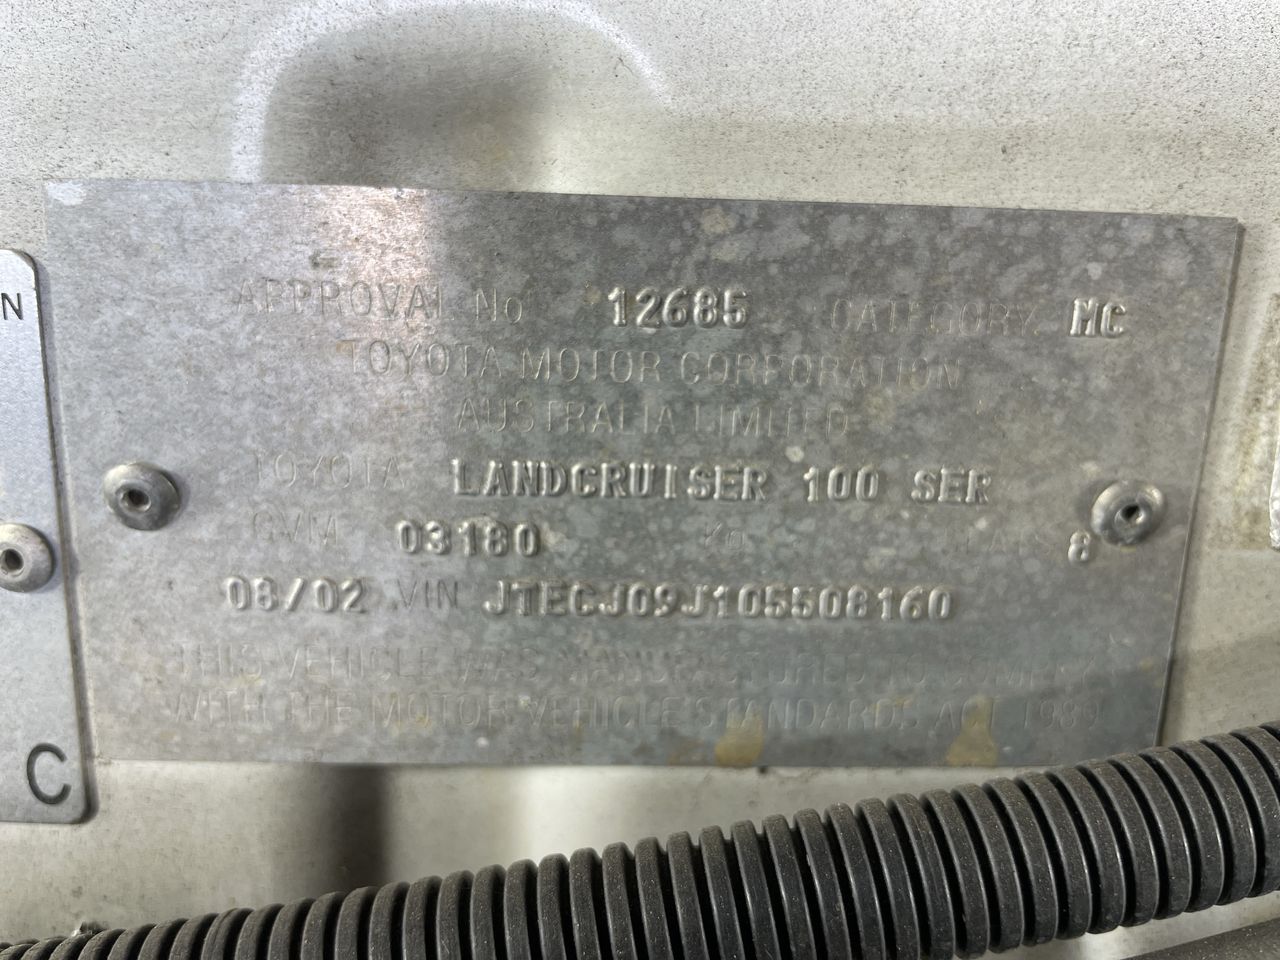 N
C
APPROVAL No 12685 CATEGORY MC
TOYOTA MOTOR CORPORATION
AUSTRALIA LIMITED
TOYOTA LANDCRUISER 100 SER
GVM 03180 KG SEATS 8
08/02 VIN JTECJ09J105508160
THIS VEHICLE WAS MANUFACTURED TO COMPLY
WITH THE MOTOR VEHICLE STANDARDS ACT 1989